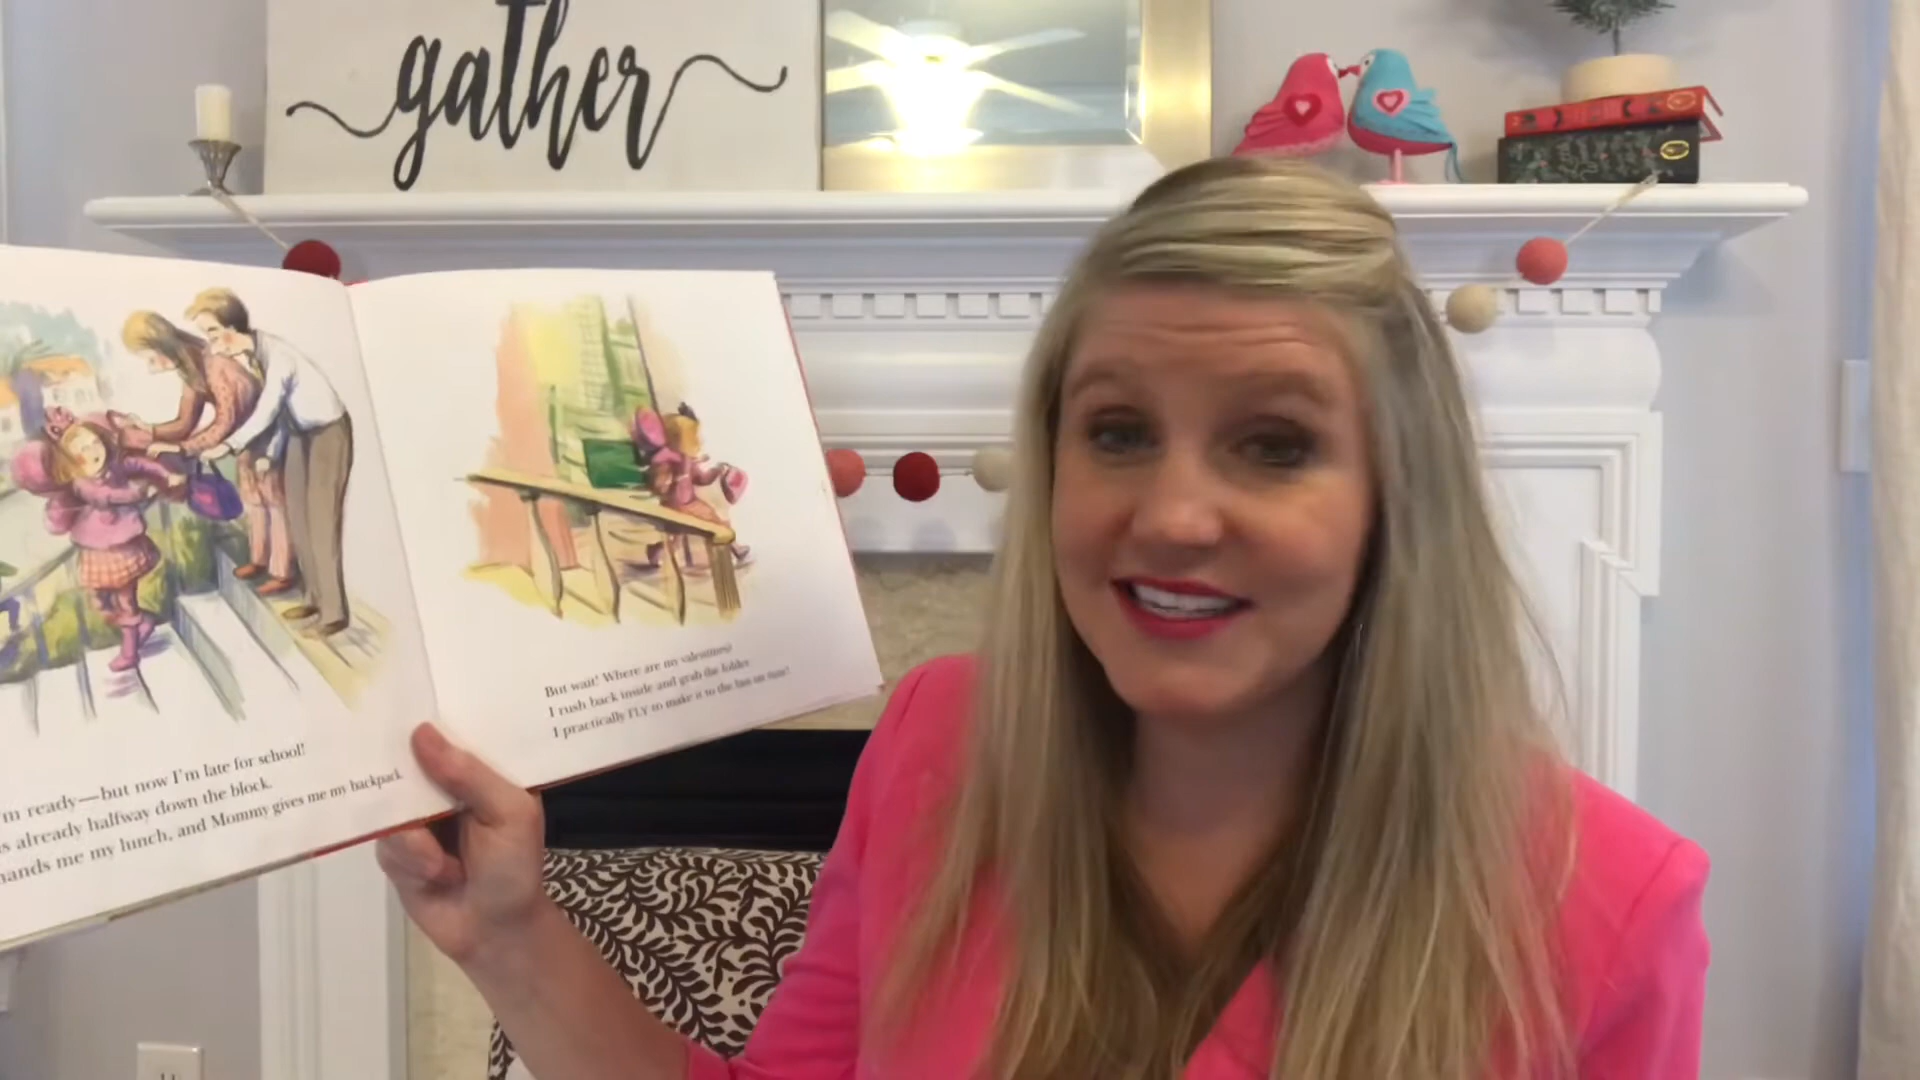 gather
'm ready—but now I'm late for school!
s already halfway down the block.
hands me my lunch, and Mommy gives me my backpack.
But wait! Where are no valentines?
I rush back inside and grab the folder.
I practically FLY to make it to the bus on time!